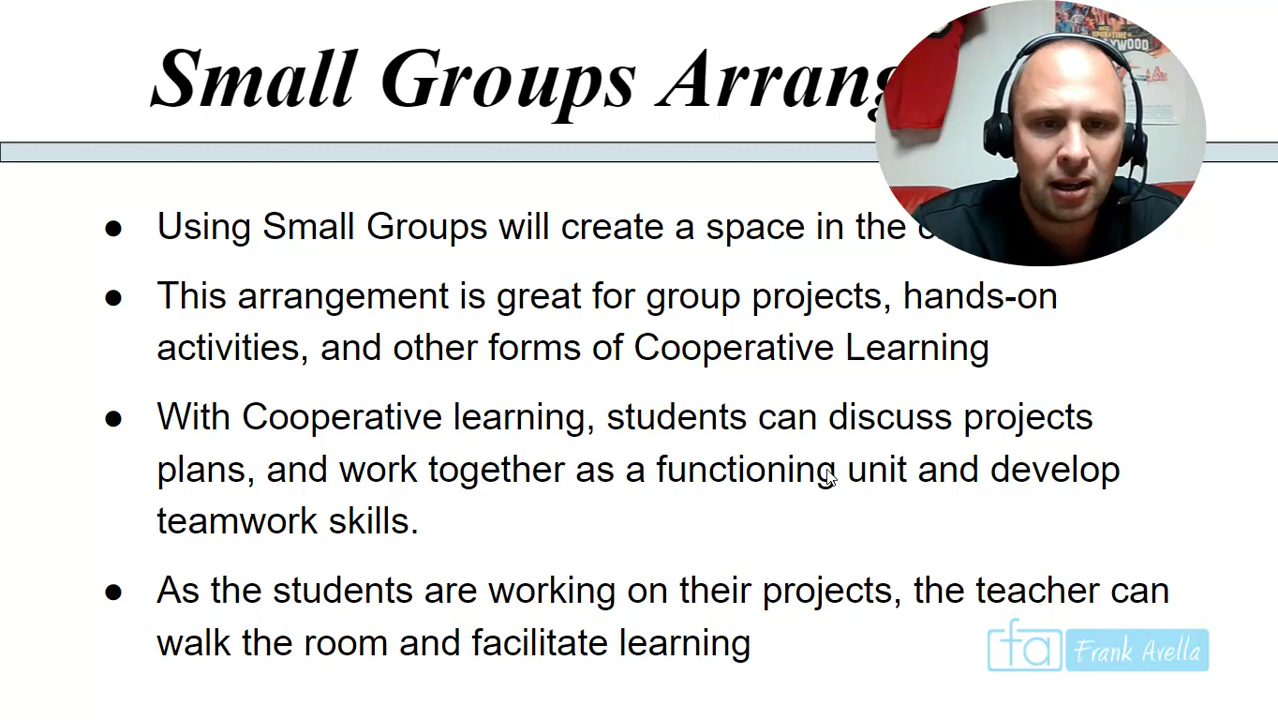 Small Groups
Using Small Groups will create a space in the
This arrangement is great for group projects, hands-on
activities, and other forms of Cooperative Learning
With Cooperative learning, students can discuss projects
plans, and work together as a functioning unit and develop
teamwork skills.
As the students are working on their projects, the teacher can
walk the room and facilitate learning
fa Frank Avella